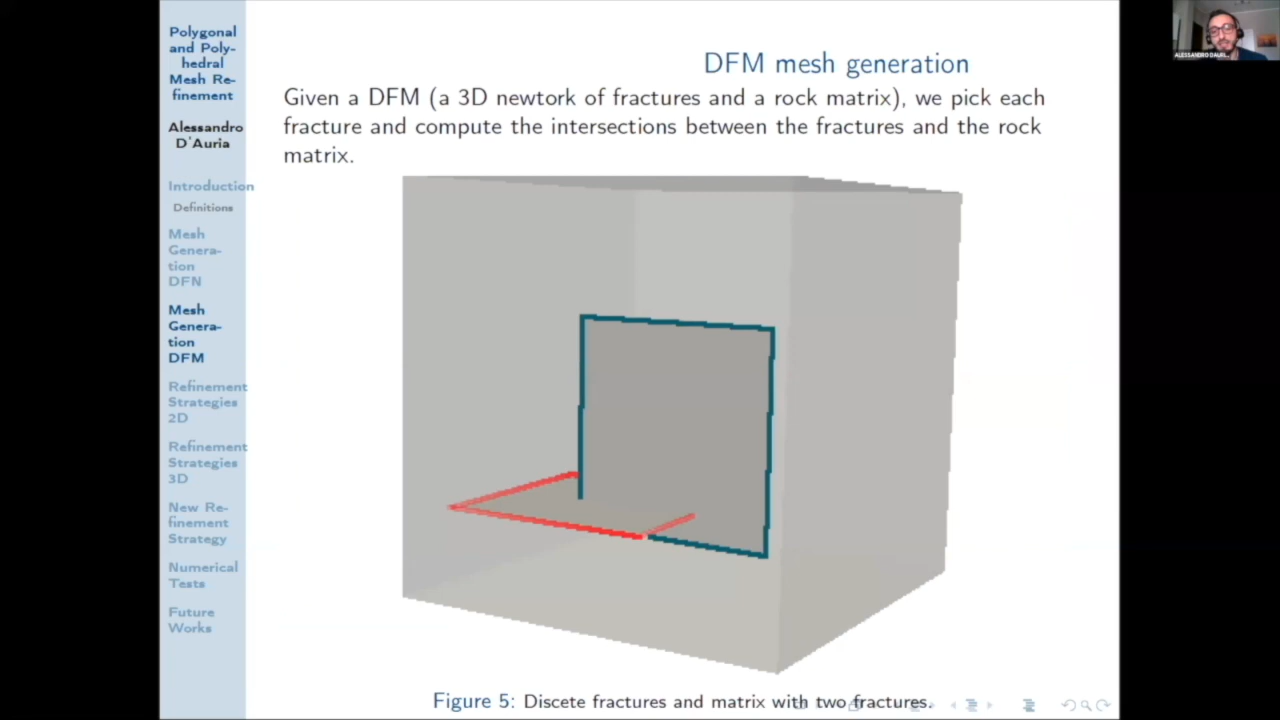 Polygonal
and Poly-
hedral
Mesh Re-
finement
Alessandro
D'Auria
Introduction
Definitions
Mesh
Genera-
tion
DFN
Mesh
Genera-
tion
DFM
Refinement
Strategies
2D
Refinement
Strategies
3D
New Re-
finement
Strategy
Numerical
Tests
Future
Works
DFM mesh generation
Given a DFM (a 3D newtork of fractures and a rock matrix), we pick each
fracture and compute the intersections between the fractures and the rock
matrix.
Figure 5: Discete fractures and matrix with two fractures.